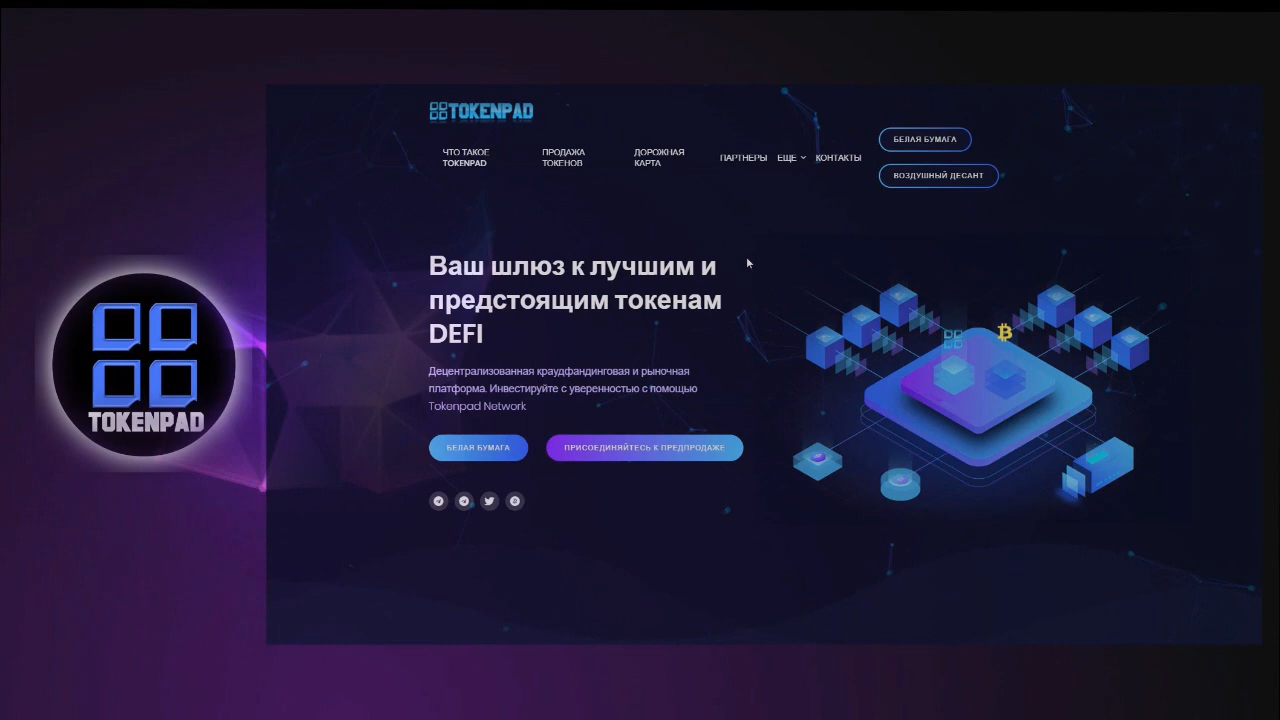 TOKENPAD
ЧТО ТАКОЕ
TOKENPAD
ПРОДАЖА
ТОКЕНОВ
ДОРОЖНАЯ
КАРТА
ПАРТНЕРЫ
ЕЩЕ
КОНТАКТЫ
БЕЛАЯ БУМАГА
ВОЗДУШНЫЙ ДЕСАНТ
Ваш шлюз к лучшим и
предстоящим токенам
DEFI
Децентрализованная краудфандинговая и рыночная
платформа. Инвестируйте с уверенностью с помощью
Tokenpad Network
БЕЛАЯ БУМАГА
ПРИСОЕДИНЯЙТЕСЬ К ПРЕДПРОДАЖЕ
TOKENPAD